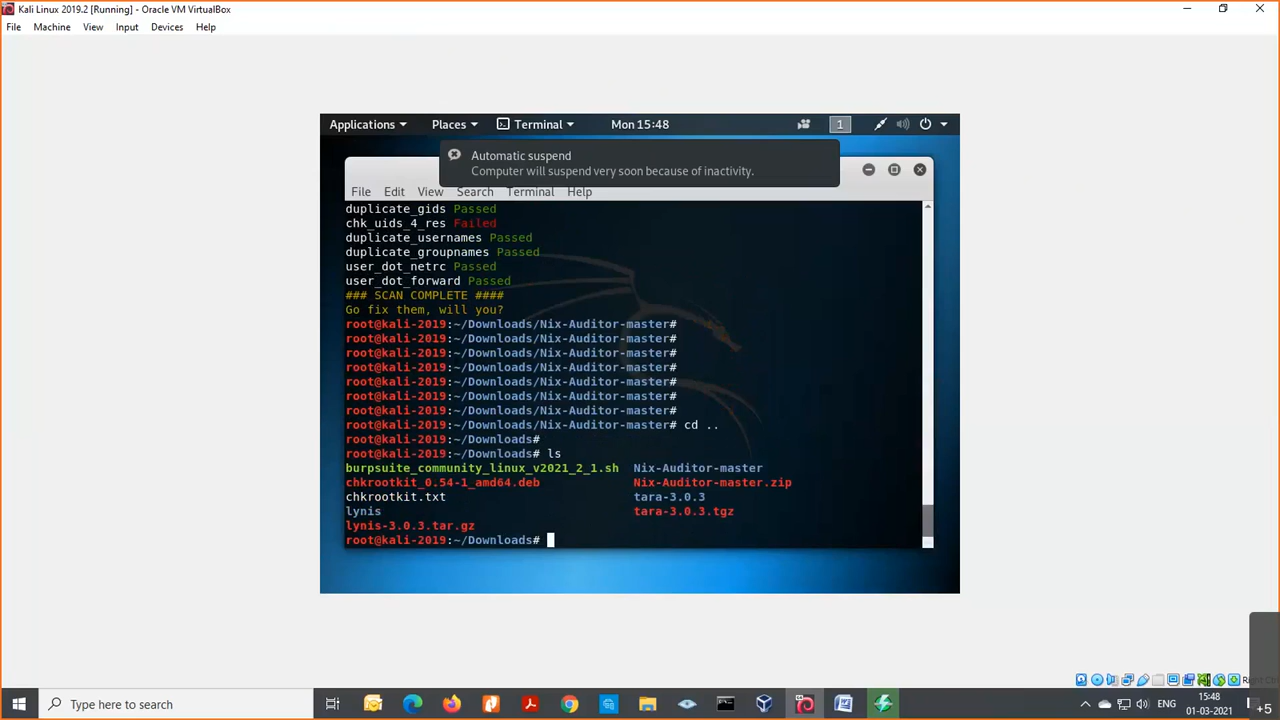 Kali Linux 2019.2 [Running] - Oracle VM VirtualBox
File Machine View Input Devices Help
Applications Places Terminal Mon 15:48 1
Automatic suspend
Computer will suspend very soon because of inactivity.
File Edit View Search Terminal Help
duplicate_gids Passed
chk_uids_4_res Failed
duplicate_usernames Passed
duplicate_groupnames Passed
user_dot_netrc Passed
user_dot_forward Passed
### SCAN COMPLETE ####
Go fix them, will you?
root@kali-2019:~/Downloads/Nix-Auditor-master#
root@kali-2019:~/Downloads/Nix-Auditor-master#
root@kali-2019:~/Downloads/Nix-Auditor-master#
root@kali-2019:~/Downloads/Nix-Auditor-master#
root@kali-2019:~/Downloads/Nix-Auditor-master#
root@kali-2019:~/Downloads/Nix-Auditor-master#
root@kali-2019:~/Downloads/Nix-Auditor-master#
root@kali-2019:~/Downloads/Nix-Auditor-master# cd ..
root@kali-2019:~/Downloads#
root@kali-2019:~/Downloads# ls
burpsuite_community_linux_v2021_2_1.sh Nix-Auditor-master
chkrootkit_0.54-1_amd64.deb Nix-Auditor-master.zip
chkrootkit.txt tara-3.0.3
lynis tara-3.0.3.tgz
lynis-3.0.3.tar.gz
root@kali-2019:~/Downloads#
Right Ctrl
Type here to search
ENG
15:48
01-03-2021
+5